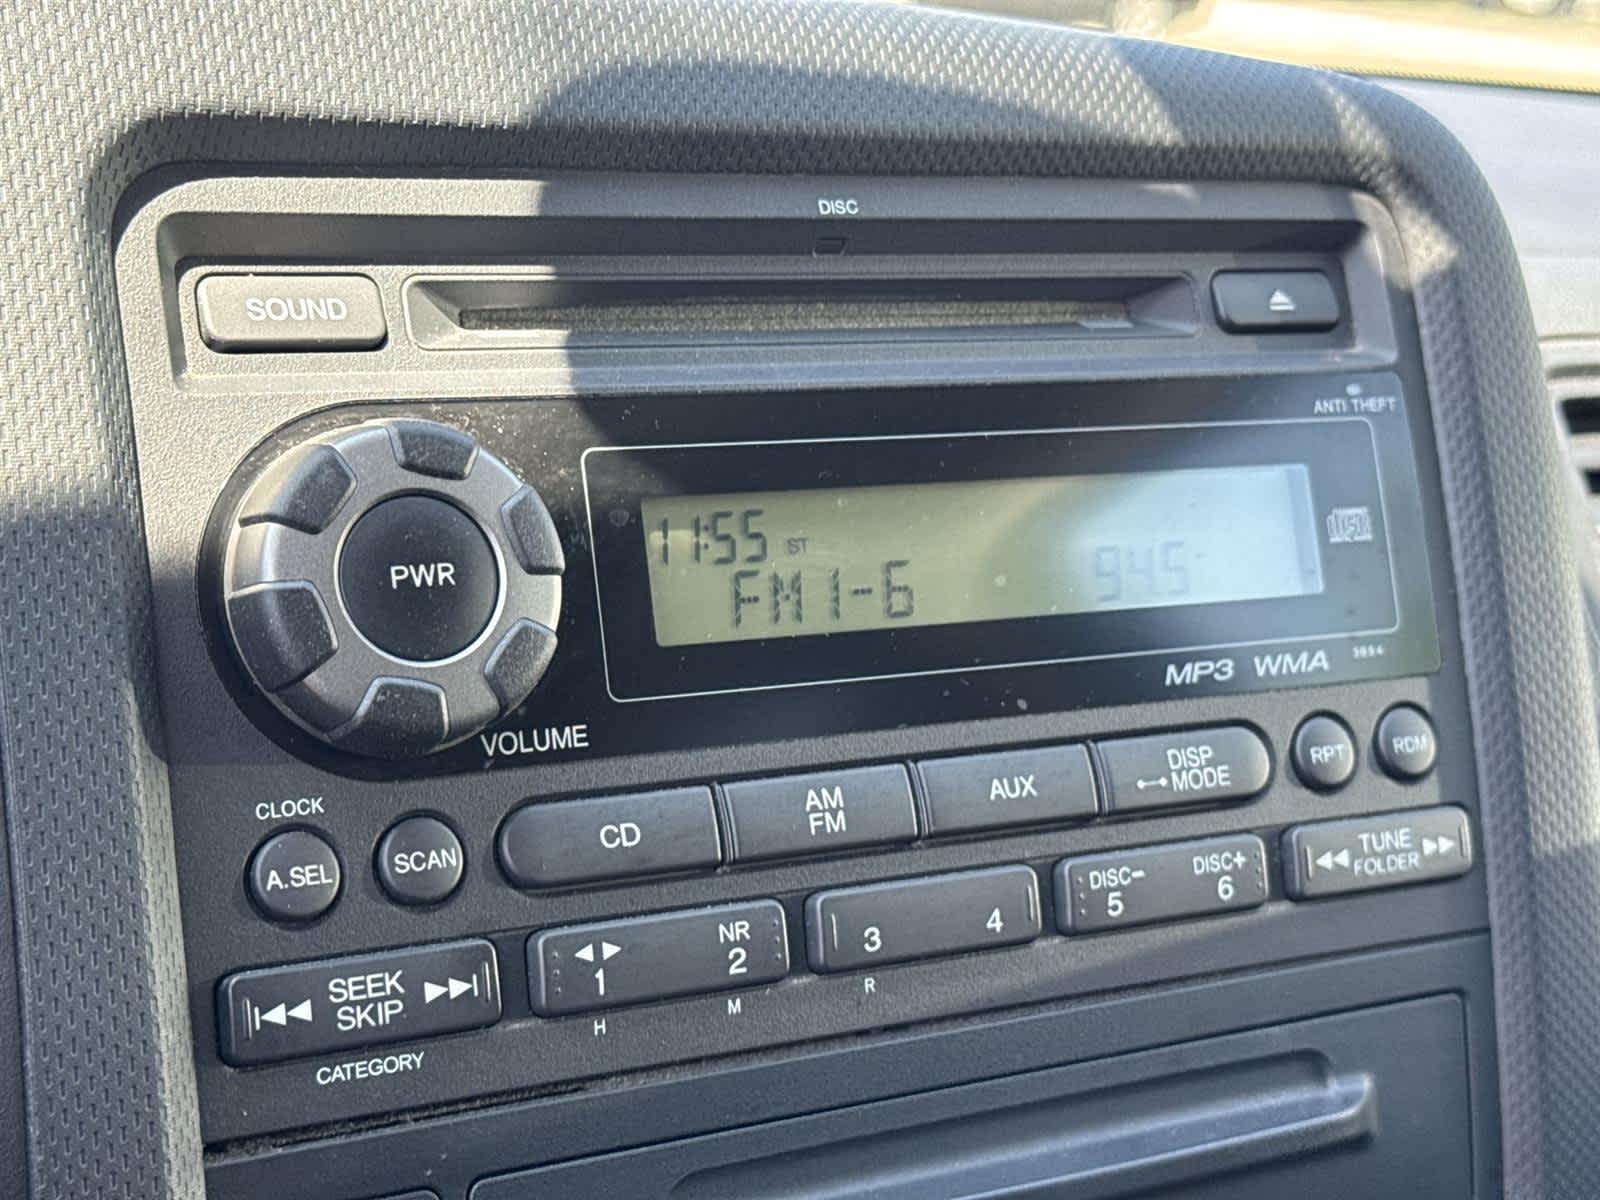 DISC
SOUND
ANTI THEFT
11:55 ST
FM1-6 94.5
PWR
VOLUME
MP3 WMA
3894
CLOCK
A.SEL
SCAN
CD
AM
FM
AUX
DISP
MODE
RPT
RDM
SEEK
SKIP
CATEGORY
1
H
NR
2
M
3
R
4
DISC-
5
DISC+
6
TUNE
FOLDER